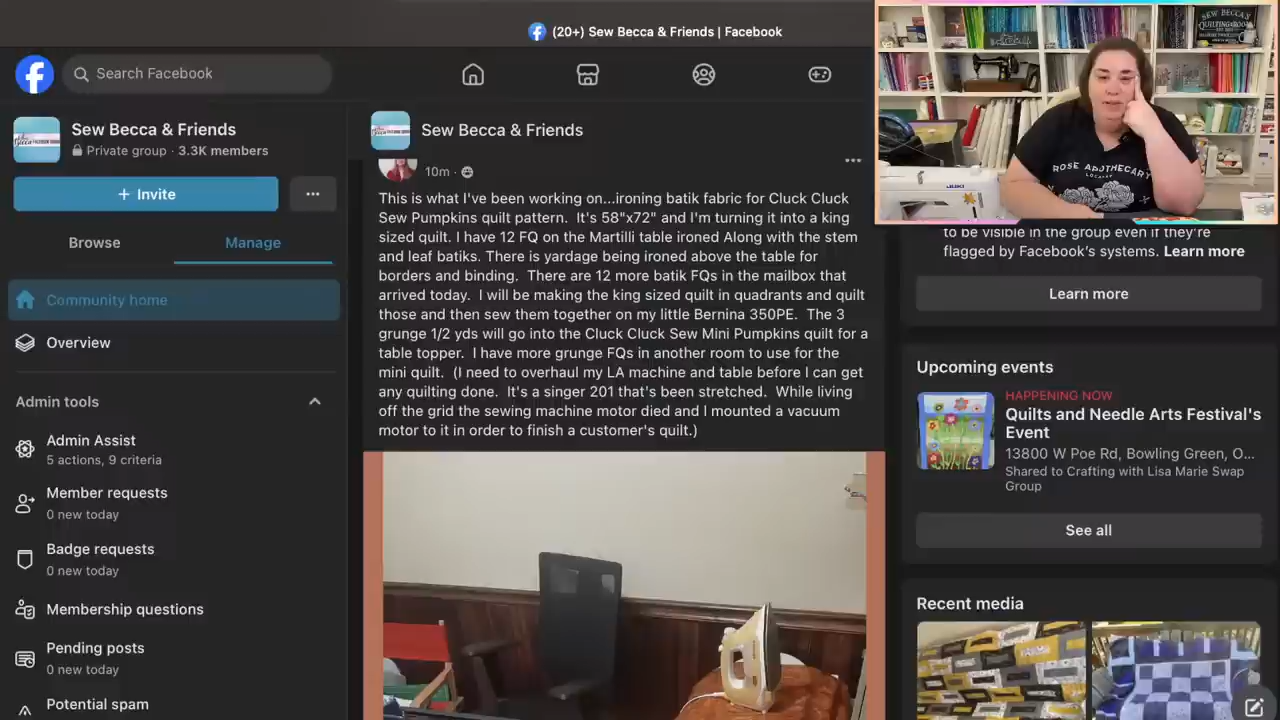 (20+) Sew Becca & Friends | Facebook
Search Facebook
Sew Becca & Friends
Private group · 3.3K members
+ Invite
Browse
Manage
Community home
Overview
Admin tools
Admin Assist
5 actions, 9 criteria
Member requests
0 new today
Badge requests
0 new today
Membership questions
Pending posts
0 new today
Potential spam
Sew Becca & Friends
10m ·
This is what I've been working on...ironing batik fabric for Cluck Cluck
Sew Pumpkins quilt pattern. It's 58"x72" and I'm turning it into a king
sized quilt. I have 12 FQ on the Martilli table ironed Along with the stem
and leaf batiks. There is yardage being ironed above the table for
borders and binding. There are 12 more batik FQs in the mailbox that
arrived today. I will be making the king sized quilt in quadrants and quilt
those and then sew them together on my little Bernina 350PE. The 3
grunge 1/2 yds will go into the Cluck Cluck Sew Mini Pumpkins quilt for a
table topper. I have more grunge FQs in another room to use for the
mini quilt. (I need to overhaul my LA machine and table before I can get
any quilting done. It's a singer 201 that's been stretched. While living
off the grid the sewing machine motor died and I mounted a vacuum
motor to it in order to finish a customer's quilt.)
SEW BECCA'S
QUILTING ROOM
ROSE APOTHECARY
JUKI
to be visible in the group even if they're
flagged by Facebook's systems. Learn more
Learn more
Upcoming events
HAPPENING NOW
Quilts and Needle Arts Festival's
Event
13800 W Poe Rd, Bowling Green, O...
Shared to Crafting with Lisa Marie Swap
Group
See all
Recent media